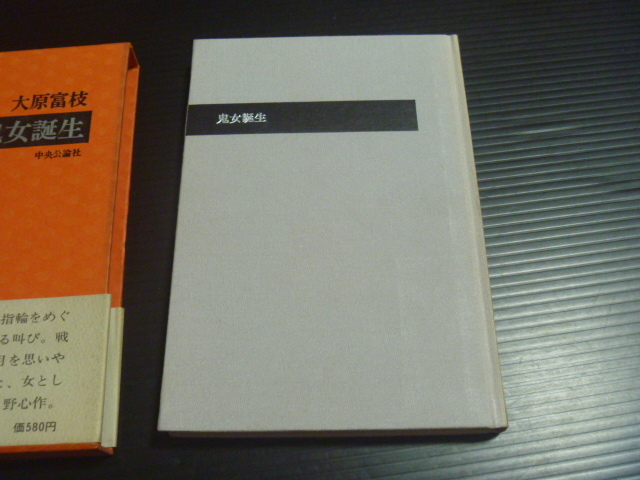 大原富枝
鬼女誕生
中央公論社
指輪をめぐ
る叫び。戦
月を思いや
、女とし
野心作。
価580円
鬼女誕生